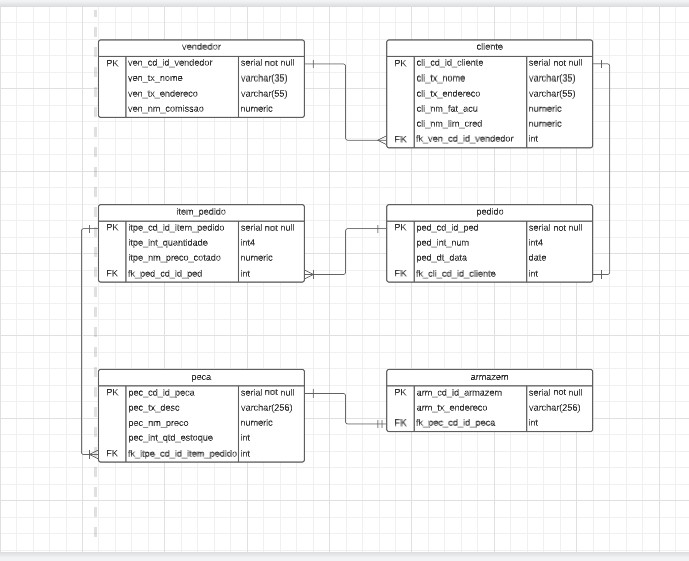 vendedor
PK ven_cd_id_vendedor serial not null
ven_tx_nome varchar(35)
ven_tx_endereco varchar(55)
ven_nm_comissao numeric
cliente
PK cli_cd_id_cliente serial not null
cli_tx_nome varchar(35)
cli_tx_endereco varchar(55)
cli_nm_fat_acu numeric
cli_nm_lim_cred numeric
FK fk_ven_cd_id_vendedor int
item_pedido
PK itpe_cd_id_item_pedido serial not null
itpe_int_quantidade int4
itpe_nm_preco_cotado numeric
FK fk_ped_cd_id_ped int
pedido
PK ped_cd_id_ped serial not null
ped_int_num int4
ped_dt_data date
FK fk_cli_cd_id_cliente int
peca
PK pec_cd_id_peca serial not null
pec_tx_desc varchar(256)
pec_nm_preco numeric
pec_int_qtd_estoque int
FK fk_itpe_cd_id_item_pedido int
armazem
PK arm_cd_id_armazem serial not null
arm_tx_endereco varchar(256)
FK fk_pec_cd_id_peca int